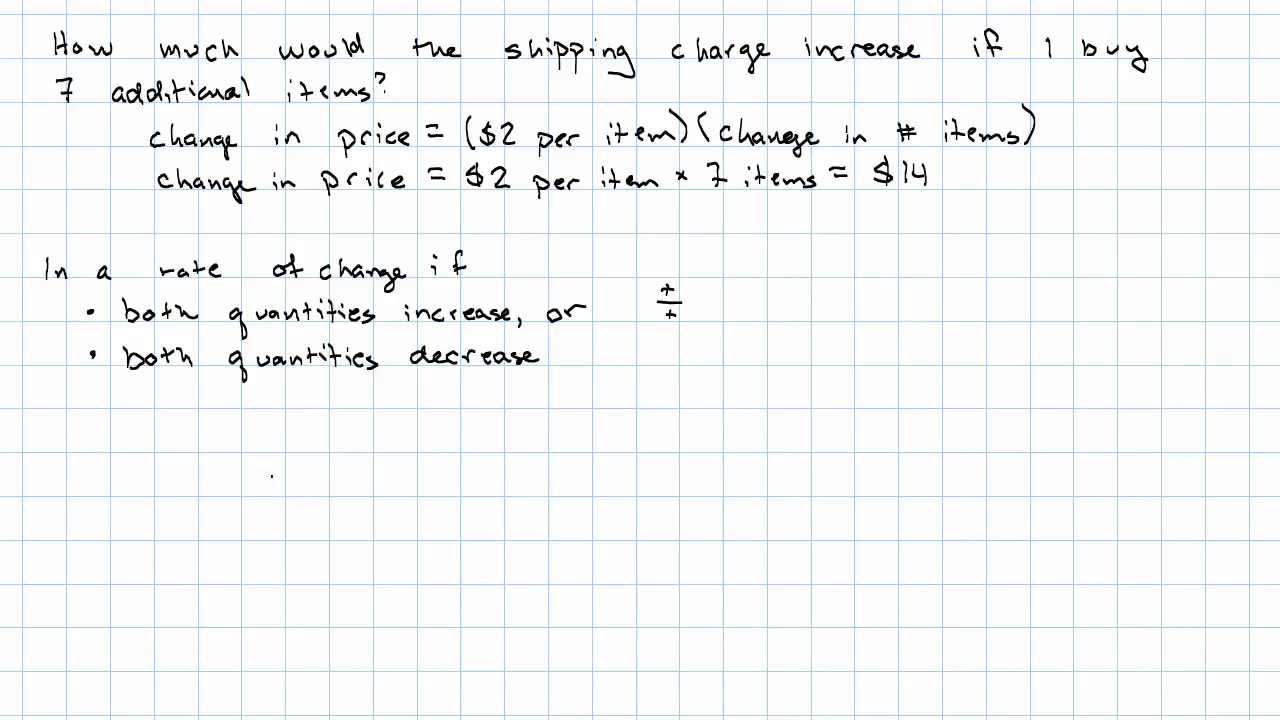 How much would the shipping charge increase if I buy
7 additional items?
change in price = ($2 per item)(change in # items)
change in price = $2 per item × 7 items = $14
In a rate of change if
• both quantities increase, or +/+
• both quantities decrease